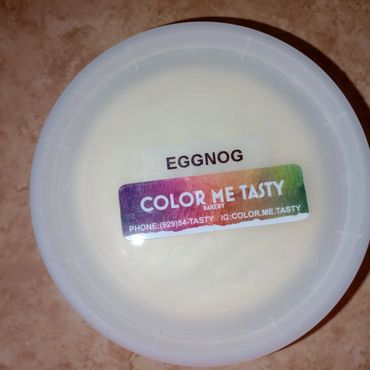 EGGNOG
COLOR ME TASTY
BAKERY
PHONE:(929)54-TASTY IG:COLOR.ME.TASTY